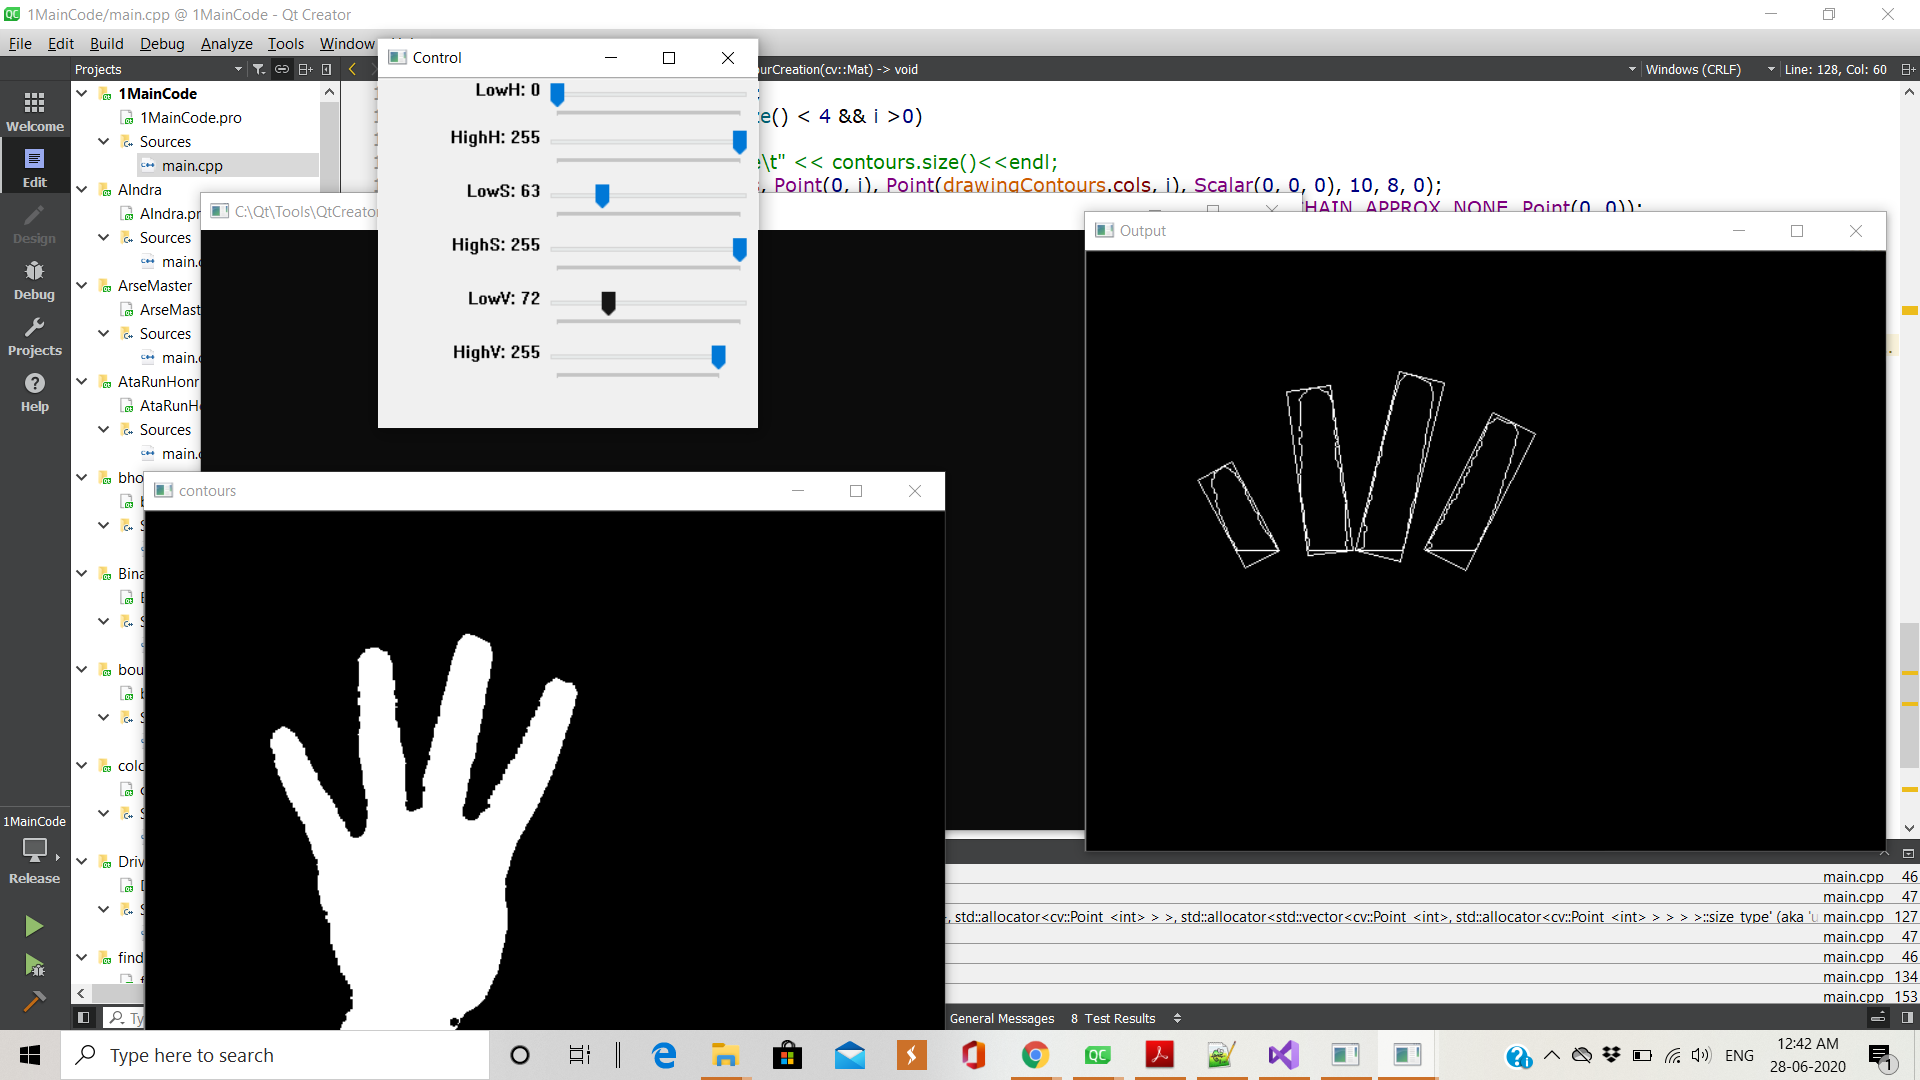 1MainCode/main.cpp @ 1MainCode - Qt Creator
File Edit Build Debug Analyze Tools Window
Projects
Control
ourCreation(cv::Mat) -> void
Windows (CRLF)
Line: 128, Col: 60
Welcome
Edit
Design
Debug
Projects
Help
1MainCode
Release
1MainCode
1MainCode.pro
Sources
main.cpp
AIndra
AIndra.pr
Sources
main.c
ArseMaster
ArseMast
Sources
main.c
AtaRunHonr
AtaRunH
Sources
main.c
bho
Bina
bou
colo
Driv
find
LowH: 0
HighH: 255
LowS: 63
HighS: 255
LowV: 72
HighV: 255
e() < 4 && i >0)
e\t" << contours.size()<<endl;
s, Point(0, i), Point(drawingContours.cols, i), Scalar(0, 0, 0), 10, 8, 0);
HAIN_APPROX_NONE, Point(0, 0));
C:\Qt\Tools\QtCreator
Output
contours
main.cpp 46
main.cpp 47
>, std::allocator<cv::Point_<int> > >, std::allocator<std::vector<cv::Point_<int>, std::allocator<cv::Point_<int> > > > >::size_type' (aka 'u main.cpp 127
main.cpp 47
main.cpp 46
main.cpp 134
main.cpp 153
Ty
General Messages 8 Test Results
Type here to search
ENG
12:42 AM
28-06-2020
1